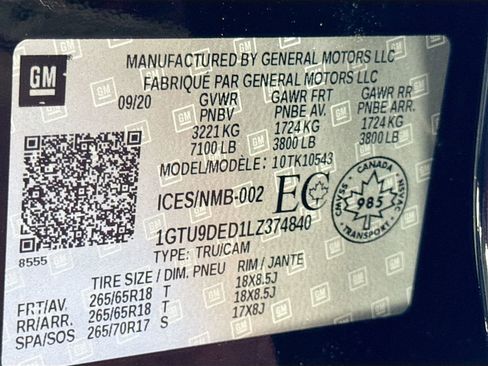 GM
MANUFACTURED BY GENERAL MOTORS LLC
FABRIQUÉ PAR GENERAL MOTORS LLC
09/20 GVWR GAWR FRT GAWR RR
PNBV PNBE AV. PNBE ARR.
3221 KG 1724 KG 1724 KG
7100 LB 3800 LB 3800 LB
MODEL/MODÈLE: 10TK10543
ICES/NMB-002 EC
CANADA
985
CMVSS NSVAC
8555
1GTU9DED1LZ374840
TYPE: TRU/CAM
TIRE SIZE / DIM. PNEU RIM / JANTE
FRT/AV. 265/65R18 T 18X8.5J
RR/ARR. 265/65R18 T 18X8.5J
SPA/SOS 265/70R17 S 17X8J